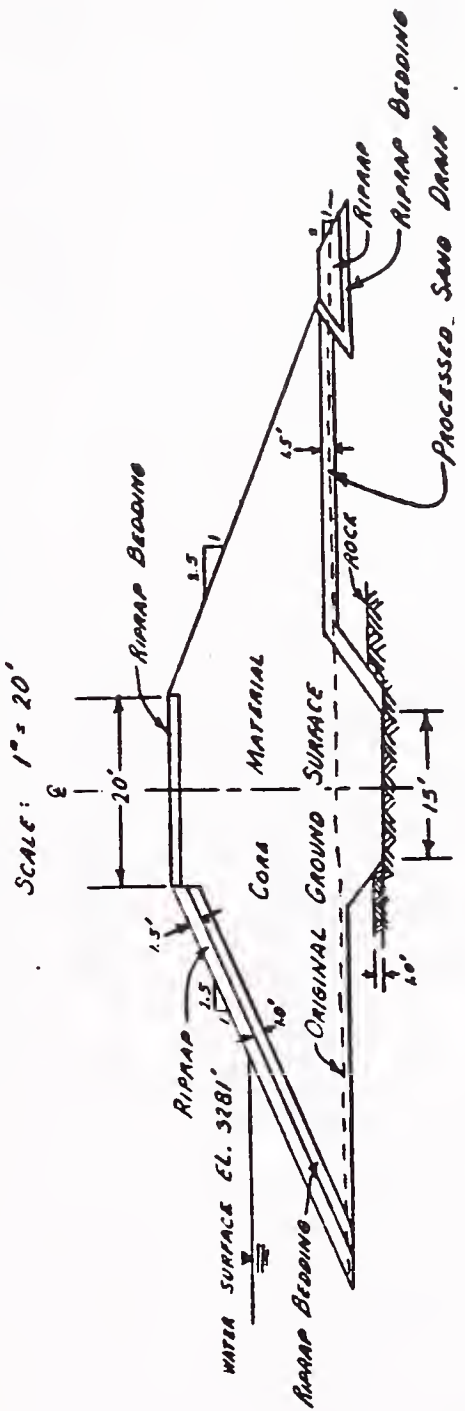 SCALE: 1" = 20'
℄
20'
RIPRAP BEDDING
2.5
1
1.5'
RIPRAP
2.5
1
1.0'
WATER SURFACE EL. 3281'
CORE MATERIAL
1.5'
ORIGINAL GROUND SURFACE
ROCK
RIPRAP
RIPRAP BEDDING
RIPRAP BEDDING
PROCESSED SAND DRAIN
1.0'
15'